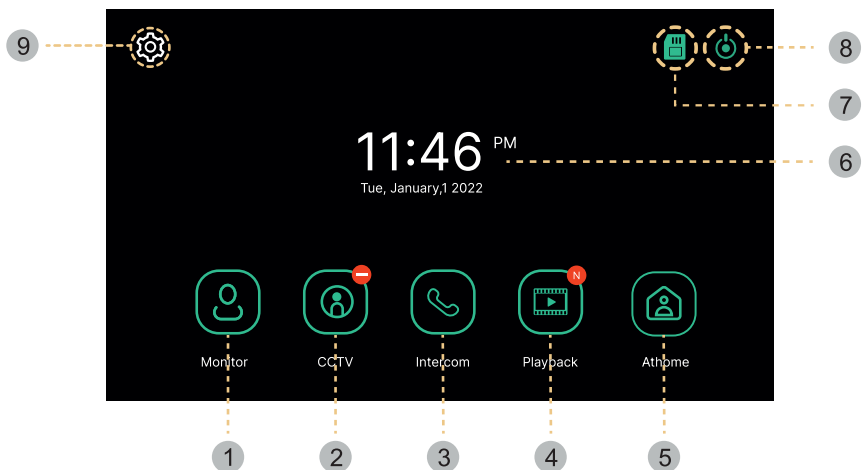 9
8
7
11:46 PM
6
Tue, January,1 2022
N
Monitor CCTV Intercom Playback Athome
1 2 3 4 5